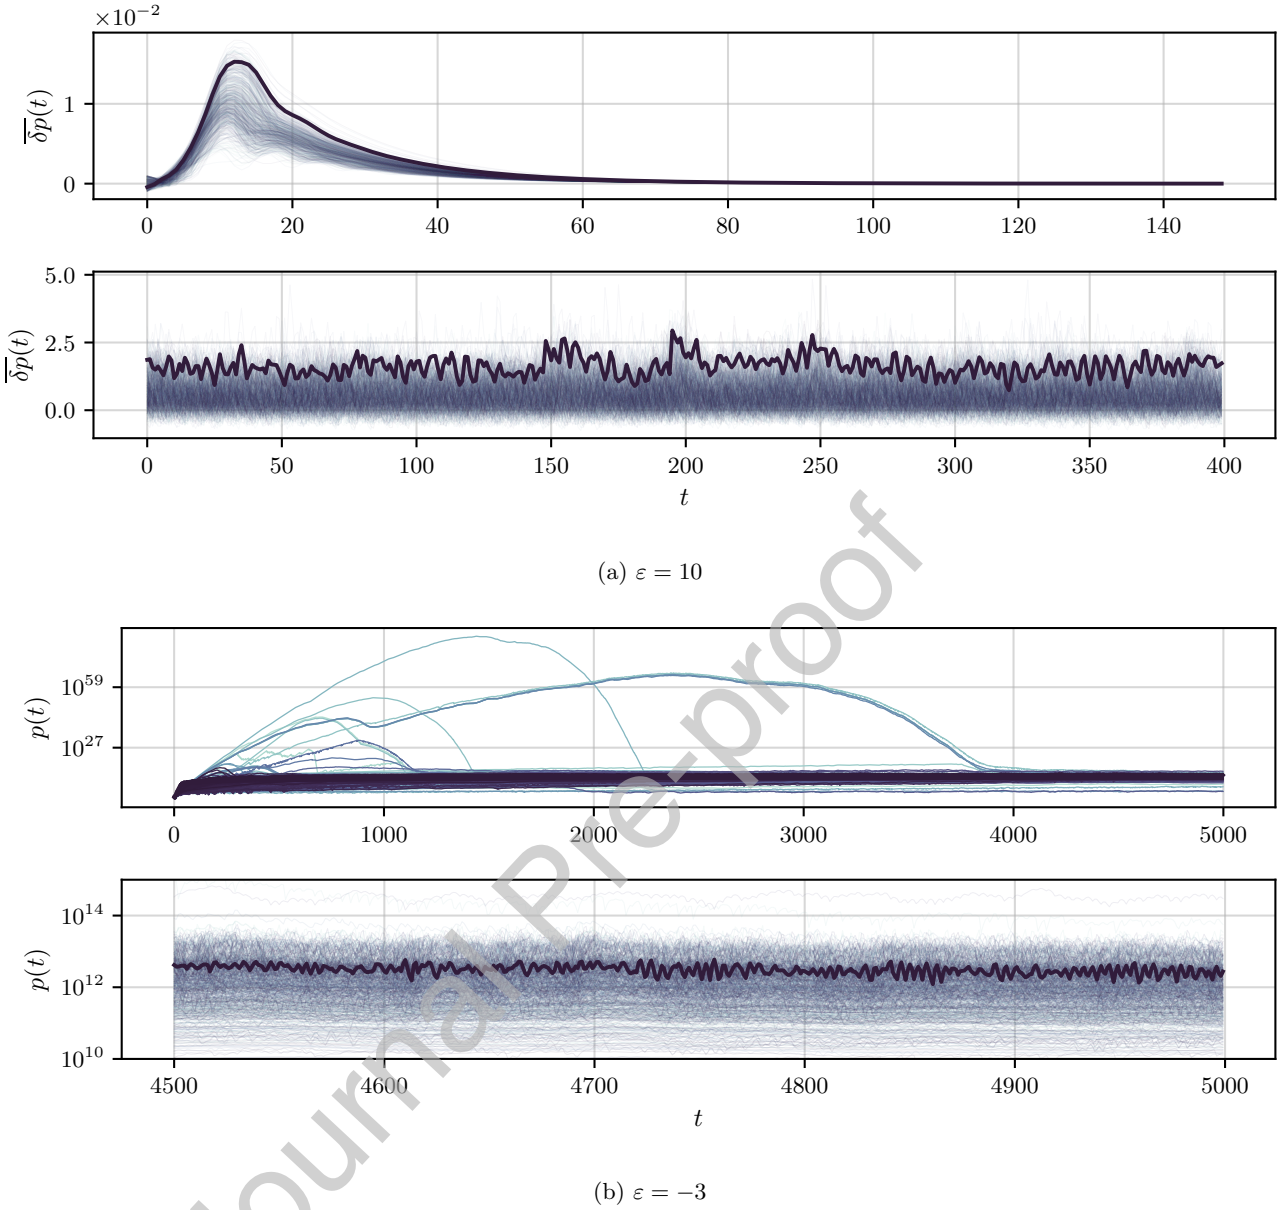 ×10⁻²
1
0
δp(t)
0 20 40 60 80 100 120 140
5.0
2.5
0.0
δp(t)
0 50 100 150 200 250 300 350 400
t
(a) ε = 10
10⁵⁹
10²⁷
p(t)
0 1000 2000 3000 4000 5000
10¹⁴
10¹²
10¹⁰
p(t)
4500 4600 4700 4800 4900 5000
t
(b) ε = −3
Journal Pre-proof